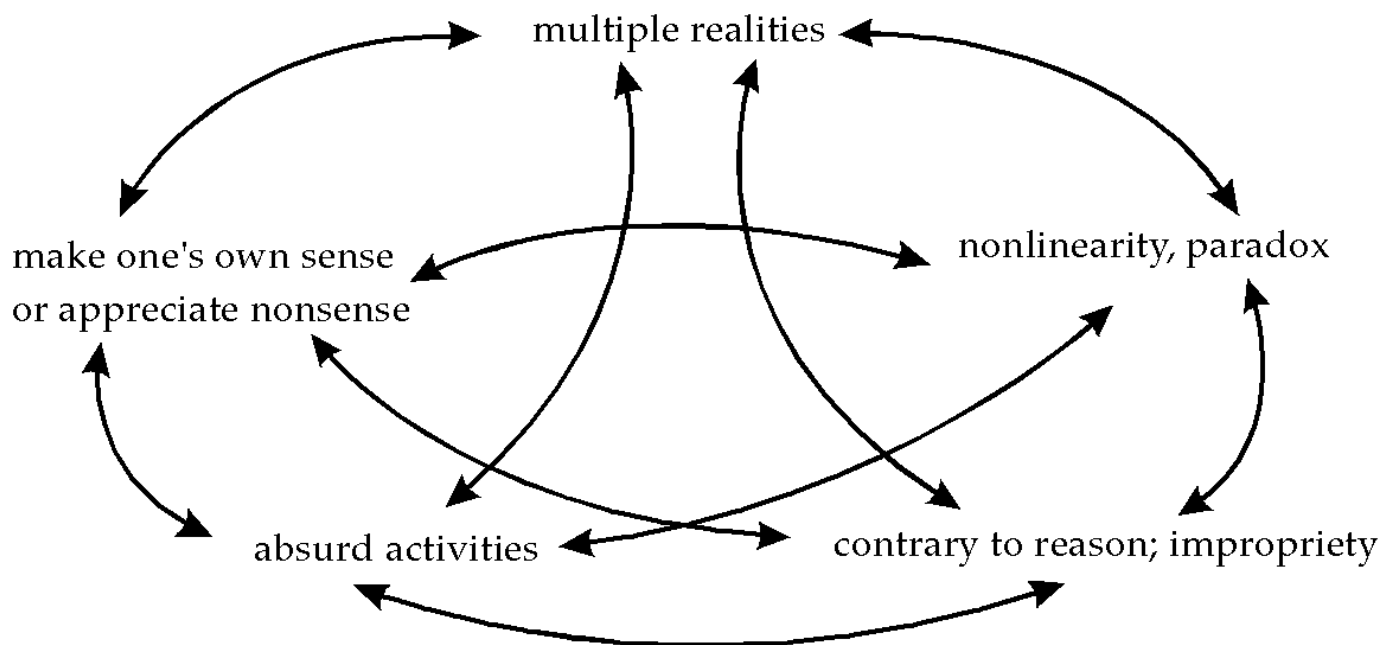 multiple realities
make one's own sense
or appreciate nonsense
nonlinearity, paradox
absurd activities
contrary to reason; impropriety